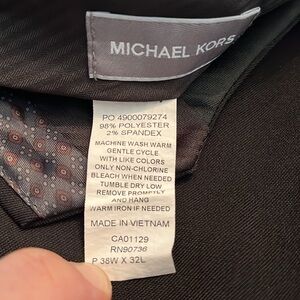 MICHAEL KORS
PO 4900079274
98% POLYESTER
2% SPANDEX
MACHINE WASH WARM
GENTLE CYCLE
WITH LIKE COLORS
ONLY NON-CHLORINE
BLEACH WHEN NEEDED
TUMBLE DRY LOW
REMOVE PROMPTLY
AND HANG
WARM IRON IF NEEDED
MADE IN VIETNAM
CA01129
RN90736
P 38W X 32L